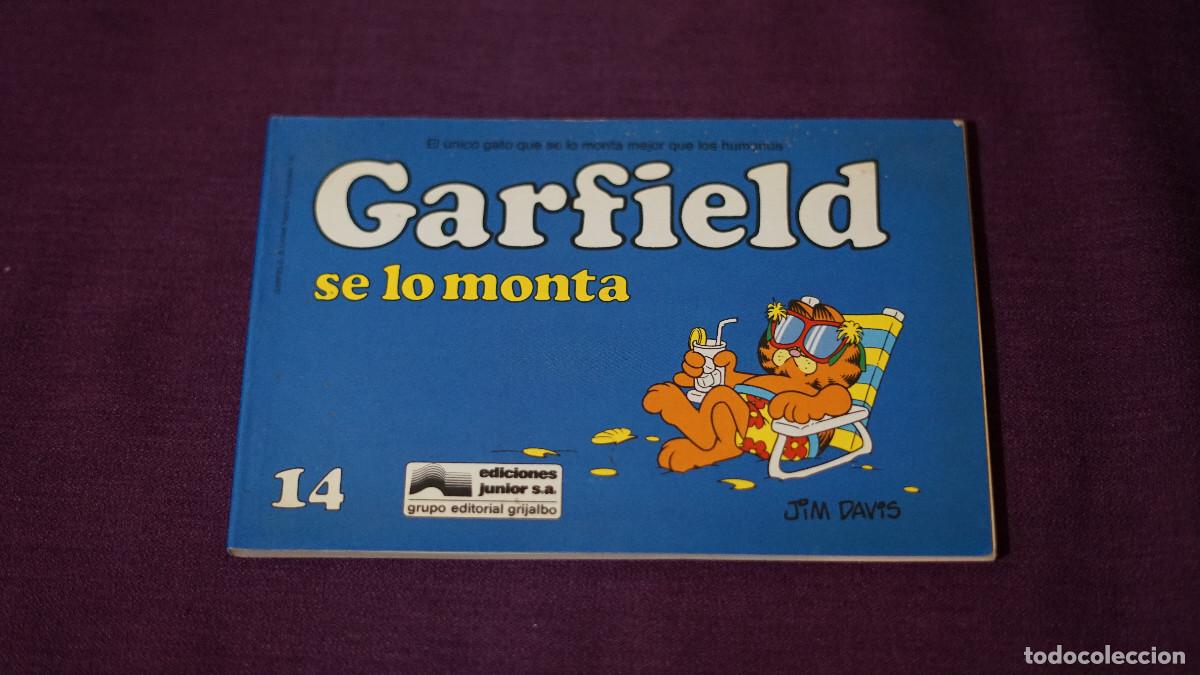 El único gato que se lo monta mejor que los humanos
Garfield
se lo monta
14
ediciones
junior s.a.
grupo editorial grijalbo
JIM DAVIS
todocoleccion